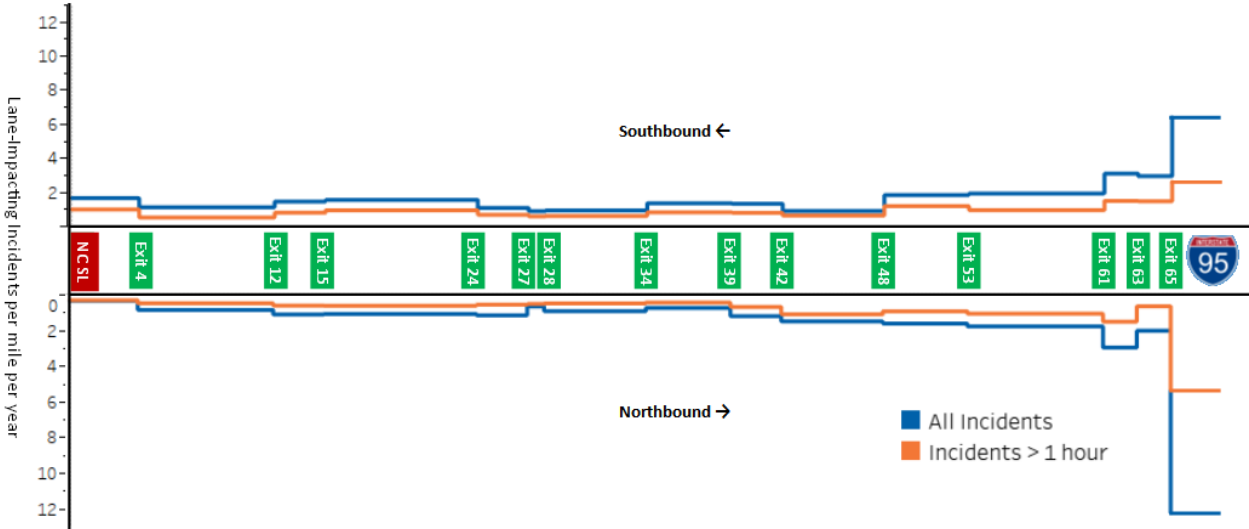 Lane-Impacting Incidents per mile per year
12
10
8
6
4
2
Southbound ←
NC SL
Exit 4
Exit 12
Exit 15
Exit 24
Exit 27
Exit 28
Exit 34
Exit 39
Exit 42
Exit 48
Exit 53
Exit 61
Exit 63
Exit 65
INTERSTATE
95
0
2
4
6
8
10
12
Northbound →
All Incidents
Incidents > 1 hour